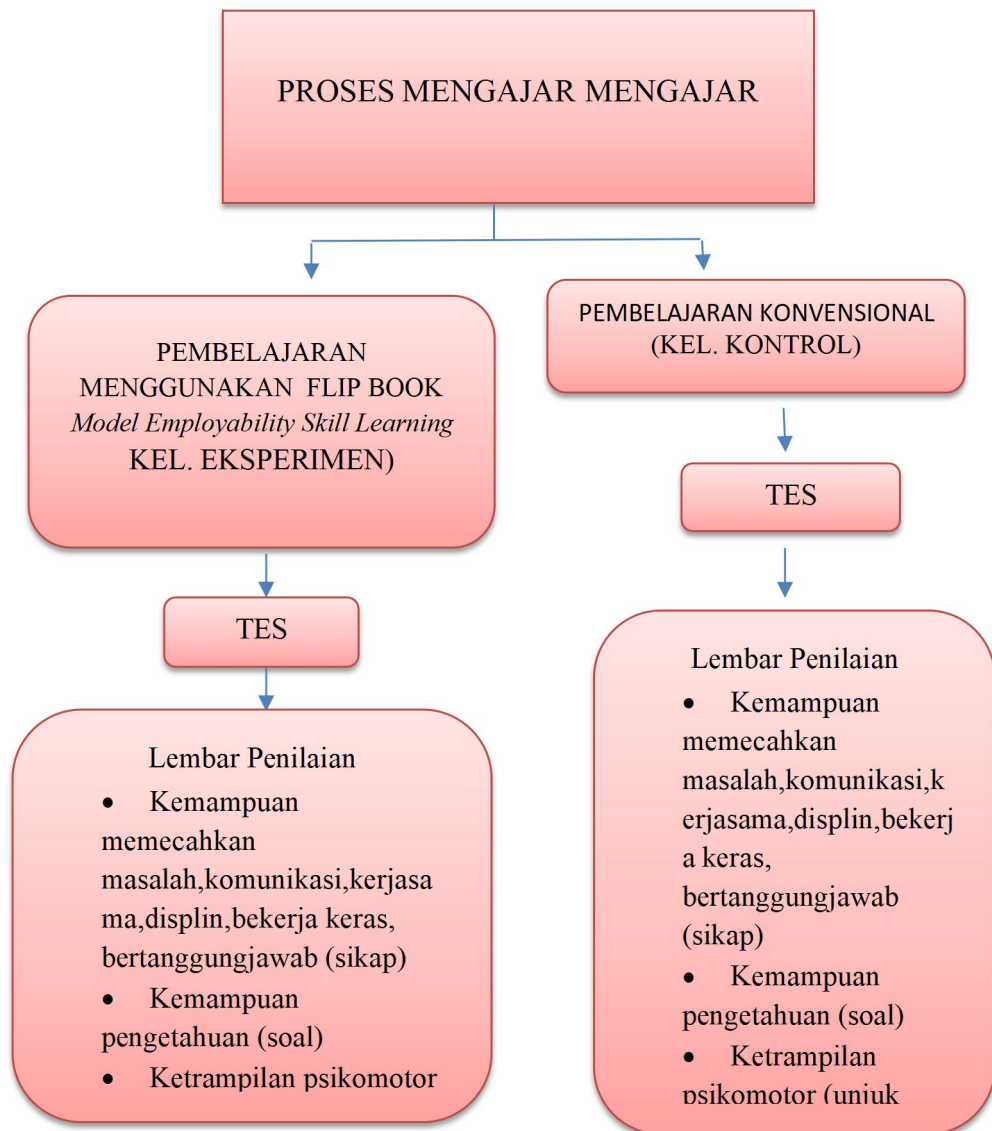 PROSES MENGAJAR MENGAJAR
PEMBELAJARAN
MENGGUNAKAN FLIP BOOK
Model Employability Skill Learning
KEL. EKSPERIMEN)
TES
Lembar Penilaian
• Kemampuan
memecahkan
masalah,komunikasi,kerjasa
ma,displin,bekerja keras,
bertanggungjawab (sikap)
• Kemampuan
pengetahuan (soal)
• Ketrampilan psikomotor
PEMBELAJARAN KONVENSIONAL
(KEL. KONTROL)
TES
Lembar Penilaian
• Kemampuan
memecahkan
masalah,komunikasi,k
erjasama,displin,bekerj
a keras,
bertanggungjawab
(sikap)
• Kemampuan
pengetahuan (soal)
• Ketrampilan
psikomotor (unjuk